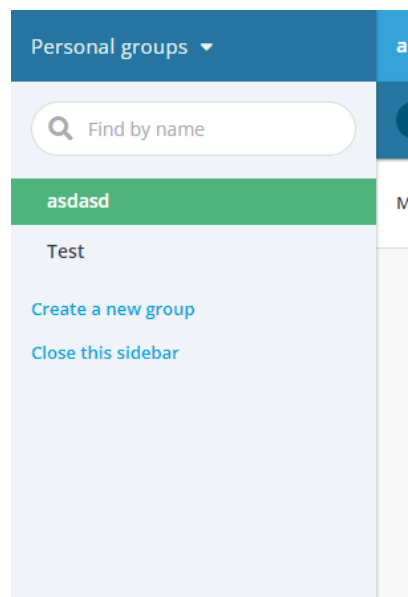 Personal groups
a
Find by name
asdasd
M
Test
Create a new group
Close this sidebar